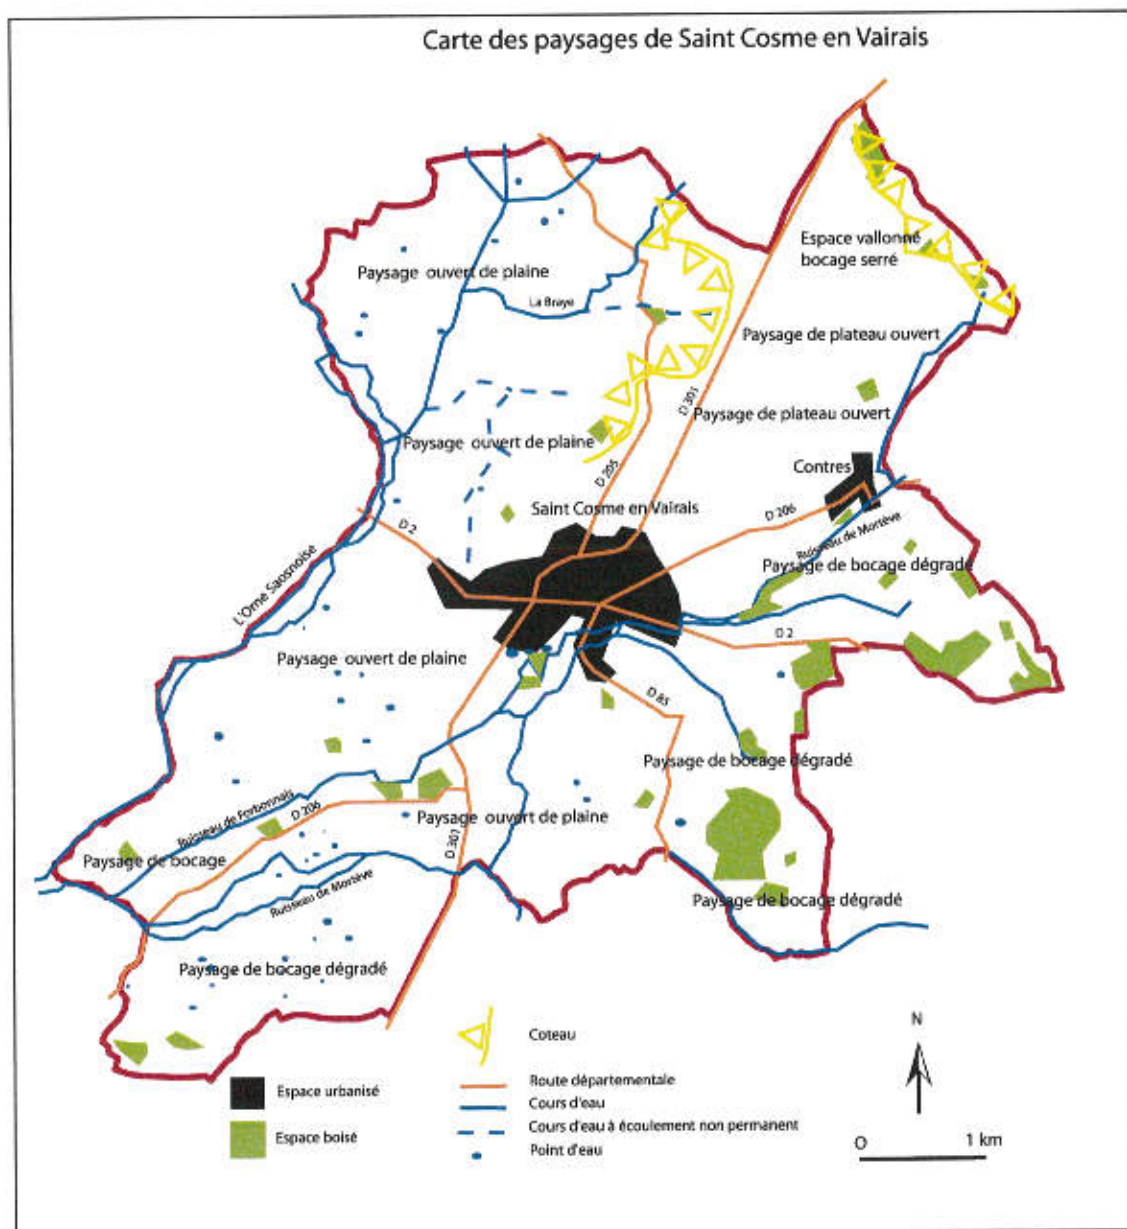 Carte des paysages de Saint Cosme en Vairais
Espace vallonné
bocage serré
Paysage ouvert de plaine
La Braye
Paysage de plateau ouvert
D 301
Paysage de plateau ouvert
Paysage ouvert de plaine
D 205
Contres
Saint Cosme en Vairais
D 206
D 2
Ruisseau de Mortève
Paysage de bocage dégradé
L'Orne Saosnoise
D 2
Paysage ouvert de plaine
D 85
Paysage de bocage dégradé
Ruisseau de Forbonnais
D 206
Paysage ouvert de plaine
D 301
Paysage de bocage
Ruisseau de Mortève
Paysage de bocage dégradé
Paysage de bocage dégradé
N
Coteau
Espace urbanisé
Route départementale
Cours d'eau
Cours d'eau à écoulement non permanent
Espace boisé
Point d'eau
O 1 km